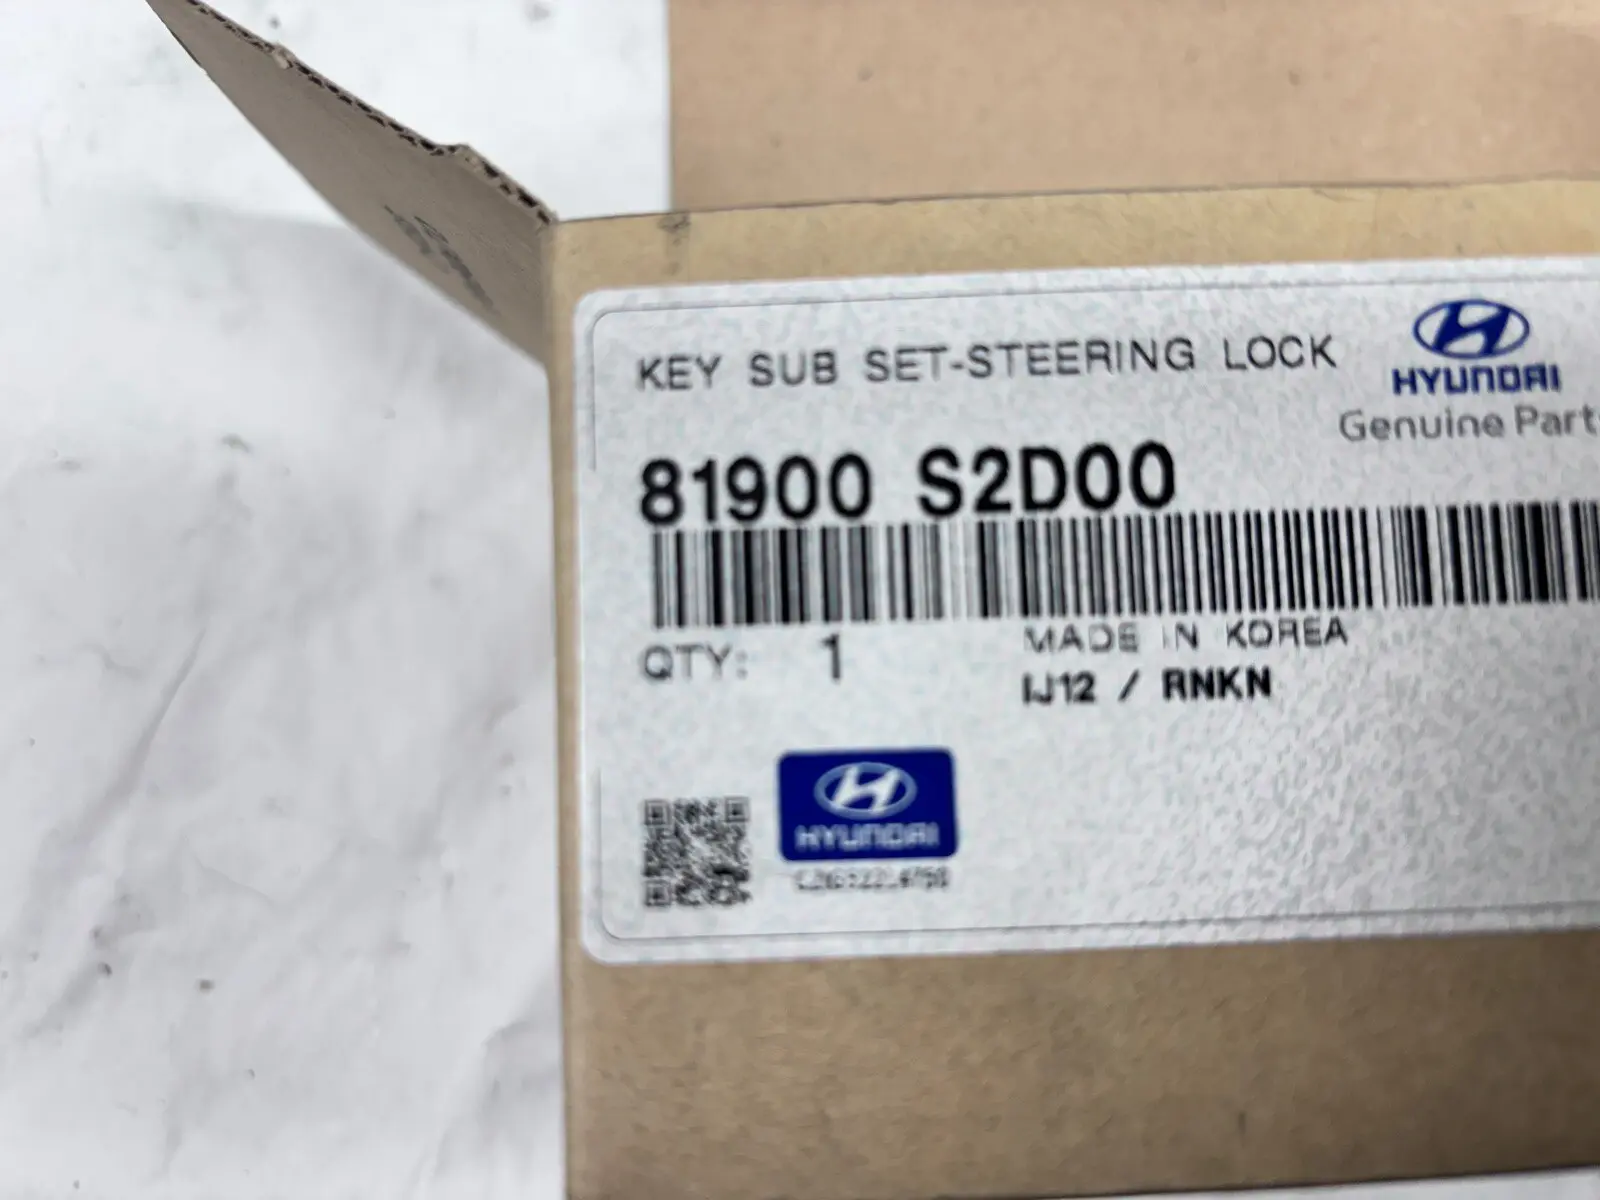 KEY SUB SET-STEERING LOCK
HYUNDAI
Genuine Part
81900 S2D00
QTY: 1
MADE IN KOREA
IJ12 / RNKN
HYUNDAI